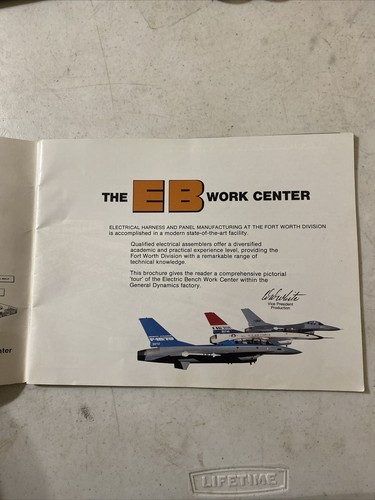 THE EB WORK CENTER
ELECTRICAL HARNESS AND PANEL MANUFACTURING AT THE FORT WORTH DIVISION
is accomplished in a modern state-of-the-art facility.
Qualified electrical assemblers offer a diversified
academic and practical experience level, providing the
Fort Worth Division with a remarkable range of
technical knowledge.
This brochure gives the reader a comprehensive pictorial
'tour' of the Electric Bench Work Center within the
General Dynamics factory.
Vice President
Production
LIFETIME